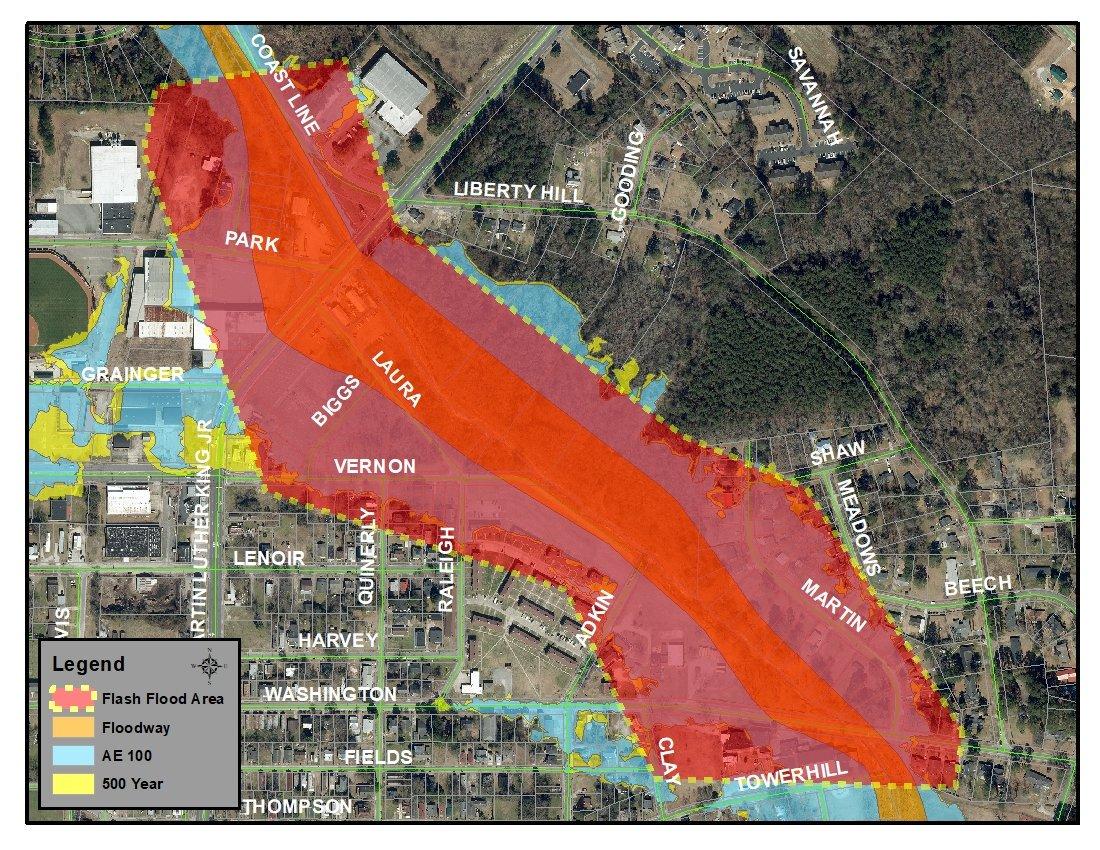 COAST LINE
SAVANNAH
GOODING
LIBERTY HILL
PARK
GRAINGER
LAURA
BIGGS
VERNON
SHAW
MEADOWS
ARTIN LUTHER KING JR
QUINERLY
RALEIGH
LENOIR
BEECH
MARTIN
ADKIN
VIS
HARVEY
WASHINGTON
CLAY
FIELDS
TOWERHILL
THOMPSON
Legend
N
W
Flash Flood Area
Floodway
AE 100
500 Year